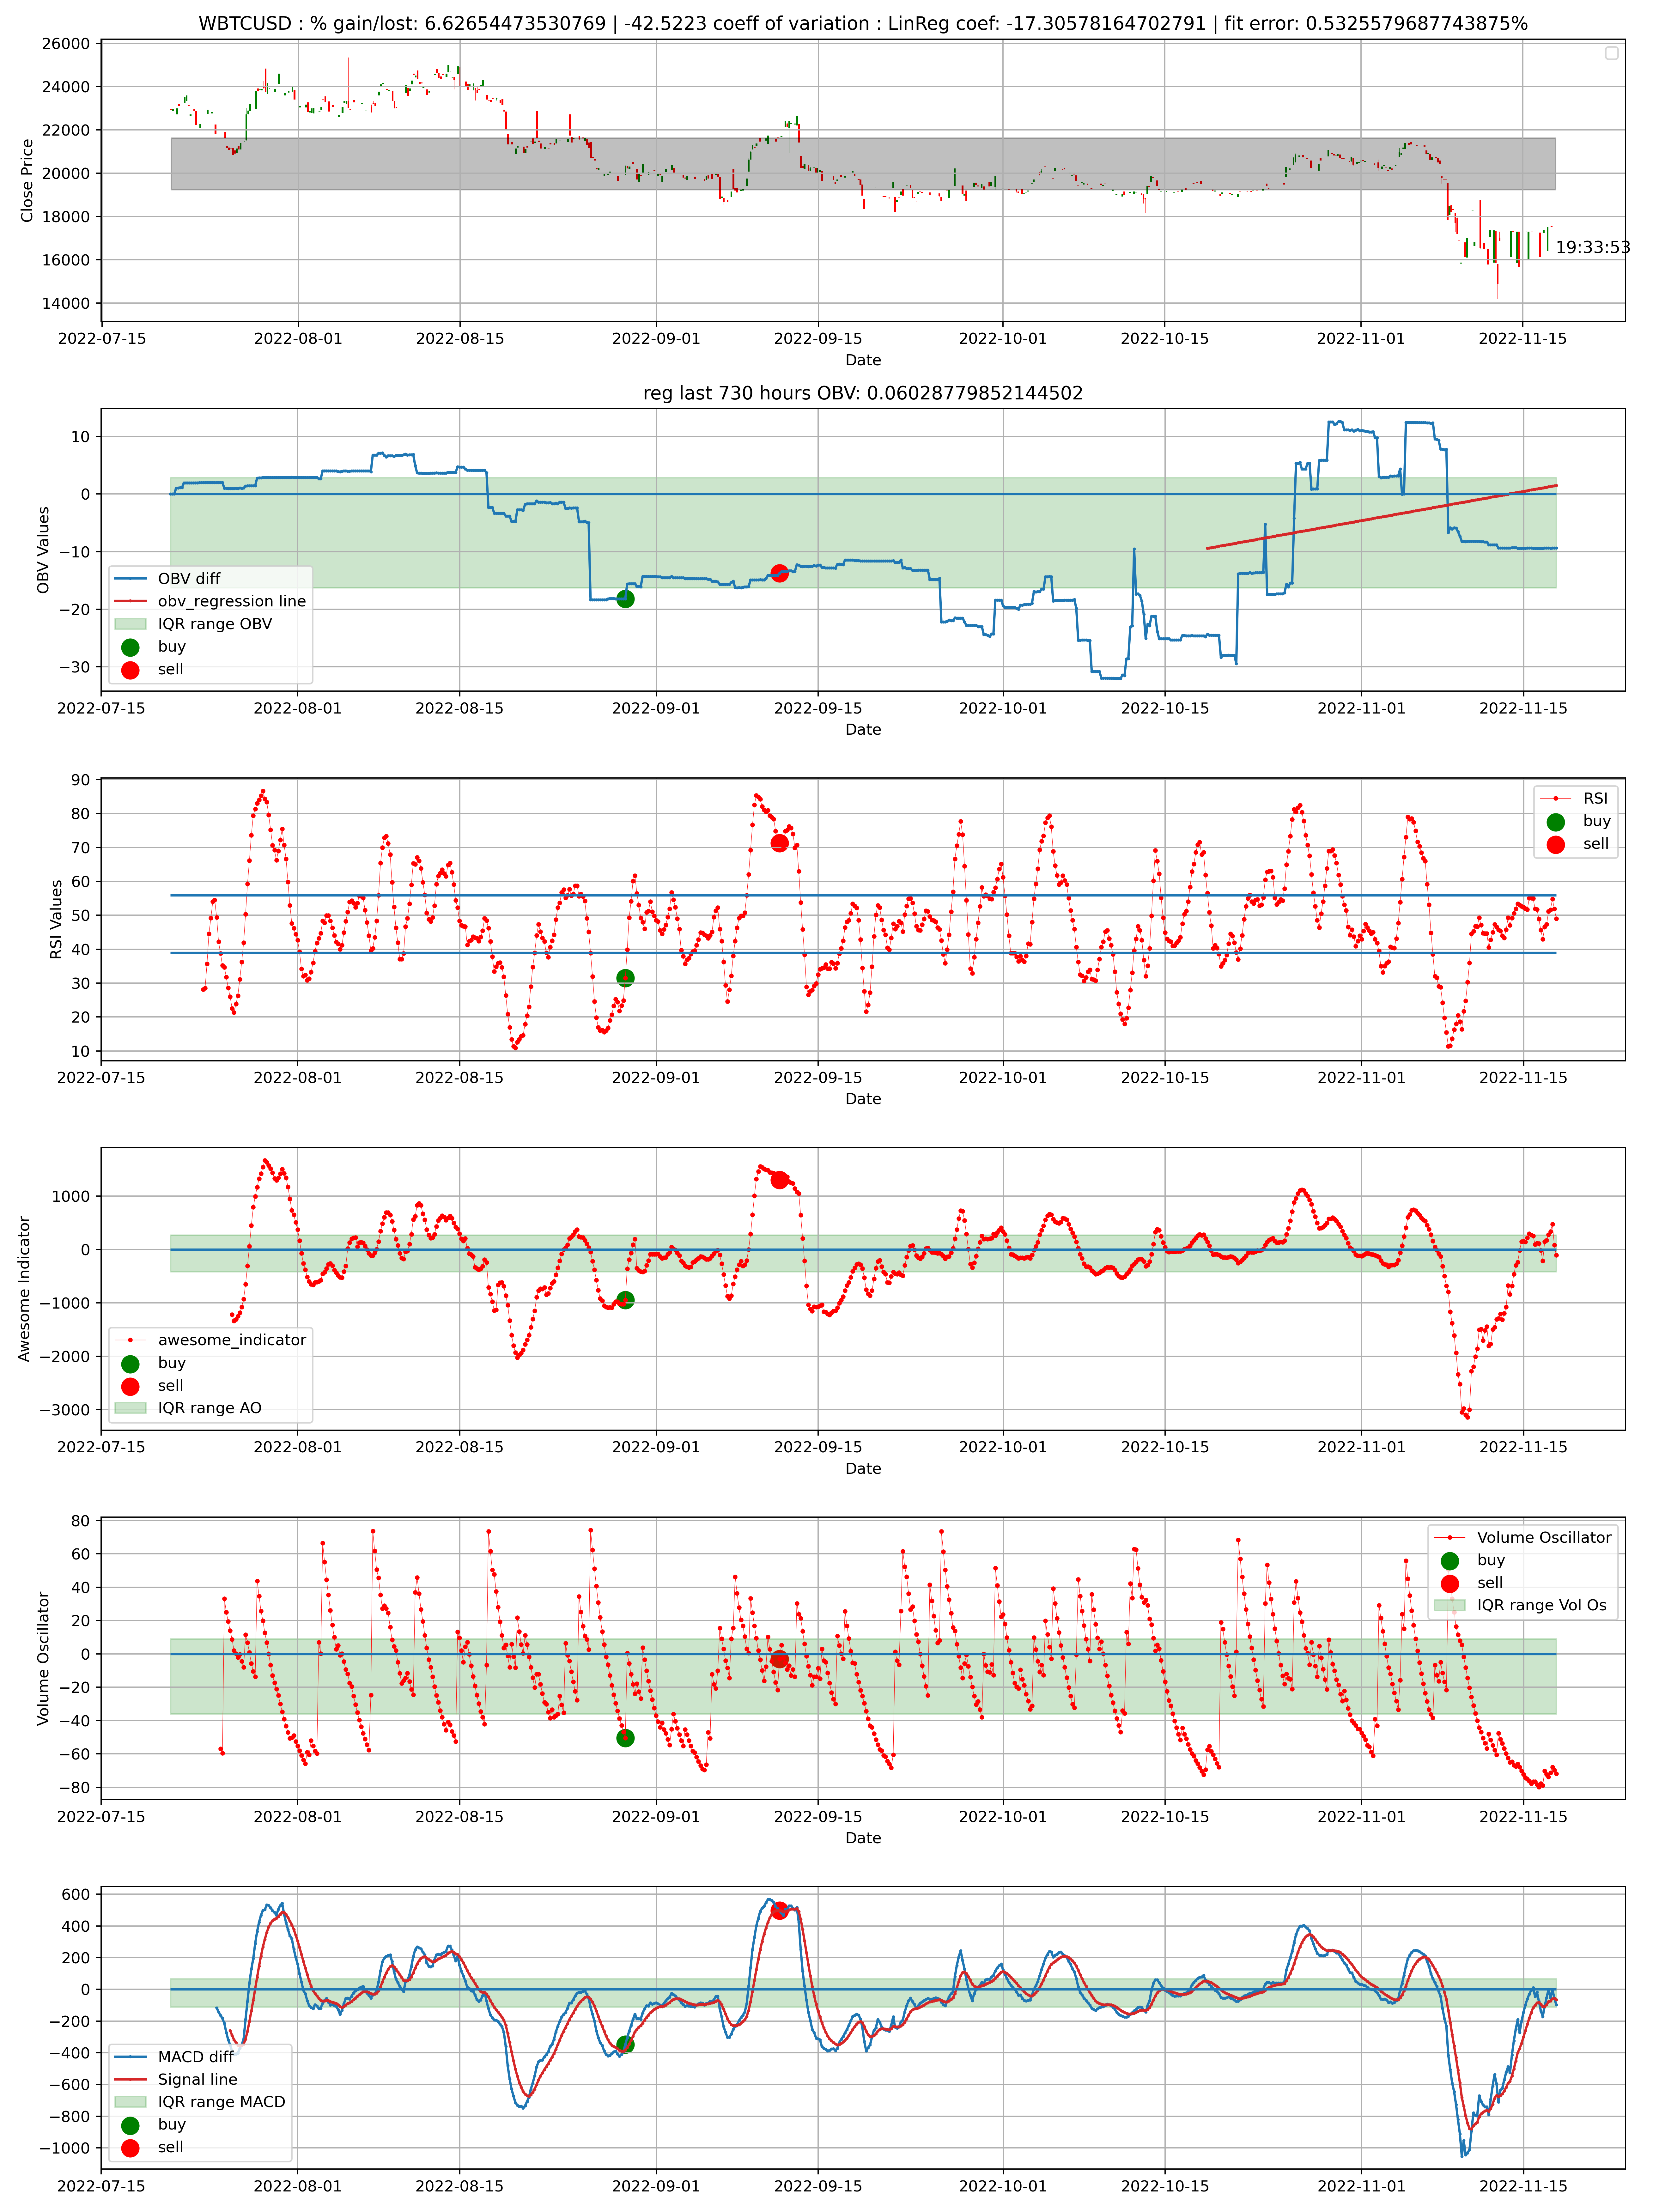 WBTCUSD : % gain/lost: 6.62654473530769 | -42.5223 coeff of variation : LinReg coef: -17.30578164702791 | fit error: 0.5325579687743875%
26000
24000
22000
20000
18000
16000
14000
Close Price
19:33:53
2022-07-15 2022-08-01 2022-08-15 2022-09-01 2022-09-15 2022-10-01 2022-10-15 2022-11-01 2022-11-15
Date
reg last 730 hours OBV: 0.06028779852144502
10
0
−10
−20
−30
OBV Values
OBV diff
obv_regression line
IQR range OBV
buy
sell
2022-07-15 2022-08-01 2022-08-15 2022-09-01 2022-09-15 2022-10-01 2022-10-15 2022-11-01 2022-11-15
Date
90
80
70
60
50
40
30
20
10
RSI Values
RSI
buy
sell
2022-07-15 2022-08-01 2022-08-15 2022-09-01 2022-09-15 2022-10-01 2022-10-15 2022-11-01 2022-11-15
Date
1000
0
−1000
−2000
−3000
Awesome Indicator
awesome_indicator
buy
sell
IQR range AO
2022-07-15 2022-08-01 2022-08-15 2022-09-01 2022-09-15 2022-10-01 2022-10-15 2022-11-01 2022-11-15
Date
80
60
40
20
0
−20
−40
−60
−80
Volume Oscillator
Volume Oscillator
buy
sell
IQR range Vol Os
2022-07-15 2022-08-01 2022-08-15 2022-09-01 2022-09-15 2022-10-01 2022-10-15 2022-11-01 2022-11-15
Date
600
400
200
0
−200
−400
−600
−800
−1000
MACD diff
Signal line
IQR range MACD
buy
sell
2022-07-15 2022-08-01 2022-08-15 2022-09-01 2022-09-15 2022-10-01 2022-10-15 2022-11-01 2022-11-15